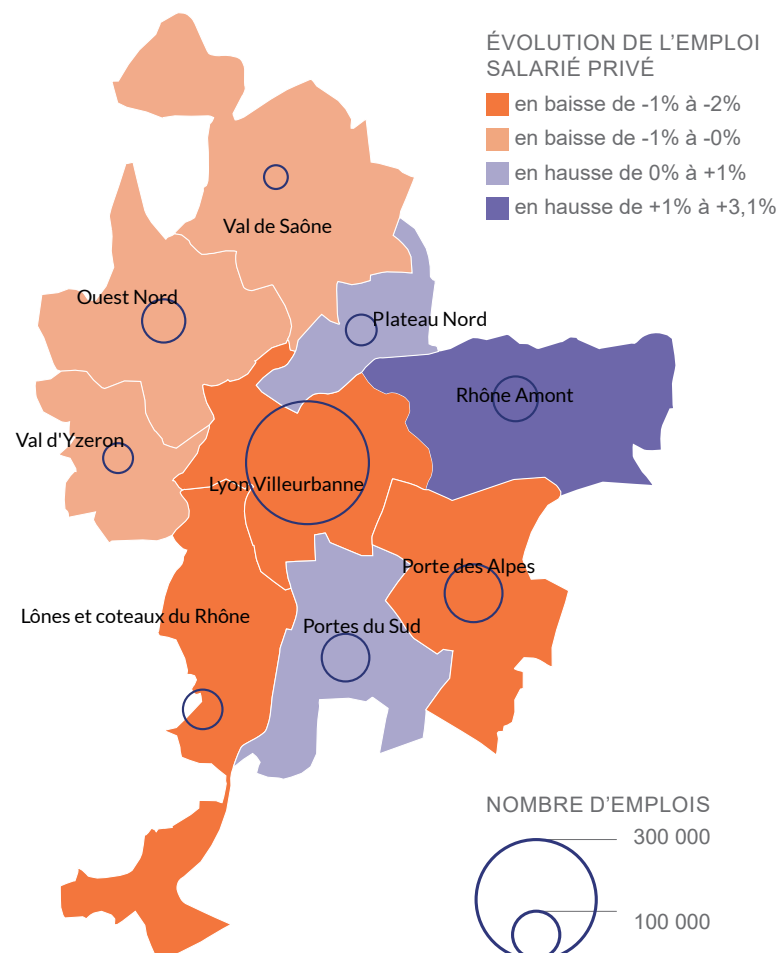 ÉVOLUTION DE L’EMPLOI
SALARIÉ PRIVÉ
en baisse de -1% à -2%
en baisse de -1% à -0%
en hausse de 0% à +1%
en hausse de +1% à +3,1%
Val de Saône
Ouest Nord
Plateau Nord
Rhône Amont
Val d'Yzeron
Lyon Villeurbanne
Porte des Alpes
Lônes et coteaux du Rhône
Portes du Sud
NOMBRE D’EMPLOIS
300 000
100 000